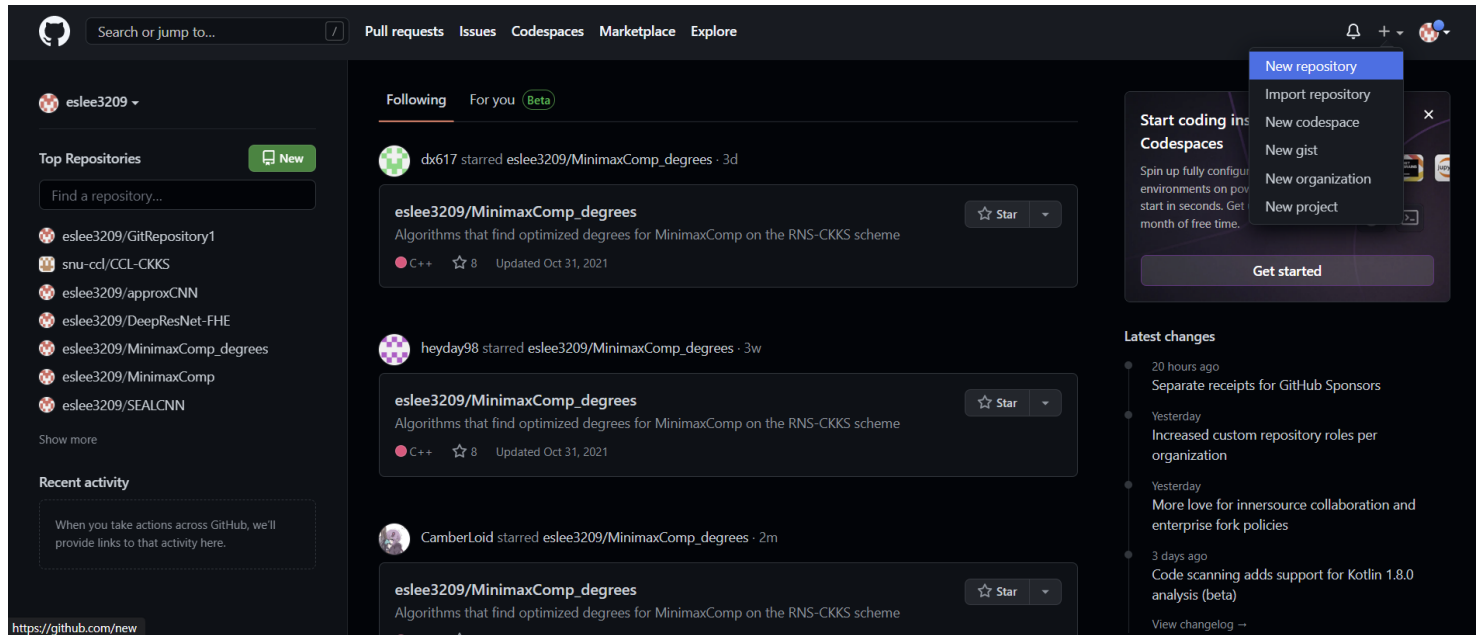 Search or jump to...
/
Pull requests
Issues
Codespaces
Marketplace
Explore
New repository
Import repository
New codespace
New gist
New organization
New project
eslee3209
Top Repositories
New
Find a repository...
eslee3209/GitRepository1
snu-ccl/CCL-CKKS
eslee3209/approxCNN
eslee3209/DeepResNet-FHE
eslee3209/MinimaxComp_degrees
eslee3209/MinimaxComp
eslee3209/SEALCNN
Show more
Recent activity
When you take actions across GitHub, we'll
provide links to that activity here.
Following
For you
Beta
dx617 starred eslee3209/MinimaxComp_degrees · 3d
eslee3209/MinimaxComp_degrees
Star
Algorithms that find optimized degrees for MinimaxComp on the RNS-CKKS scheme
C++
8
Updated Oct 31, 2021
heyday98 starred eslee3209/MinimaxComp_degrees · 3w
eslee3209/MinimaxComp_degrees
Star
Algorithms that find optimized degrees for MinimaxComp on the RNS-CKKS scheme
C++
8
Updated Oct 31, 2021
CamberLoid starred eslee3209/MinimaxComp_degrees · 2m
eslee3209/MinimaxComp_degrees
Star
Algorithms that find optimized degrees for MinimaxComp on the RNS-CKKS scheme
Start coding ins
Codespaces
Spin up fully configu
environments on pow
start in seconds. Get
month of free time.
Get started
Latest changes
20 hours ago
Separate receipts for GitHub Sponsors
Yesterday
Increased custom repository roles per
organization
Yesterday
More love for innersource collaboration and
enterprise fork policies
3 days ago
Code scanning adds support for Kotlin 1.8.0
analysis (beta)
View changelog →
https://github.com/new